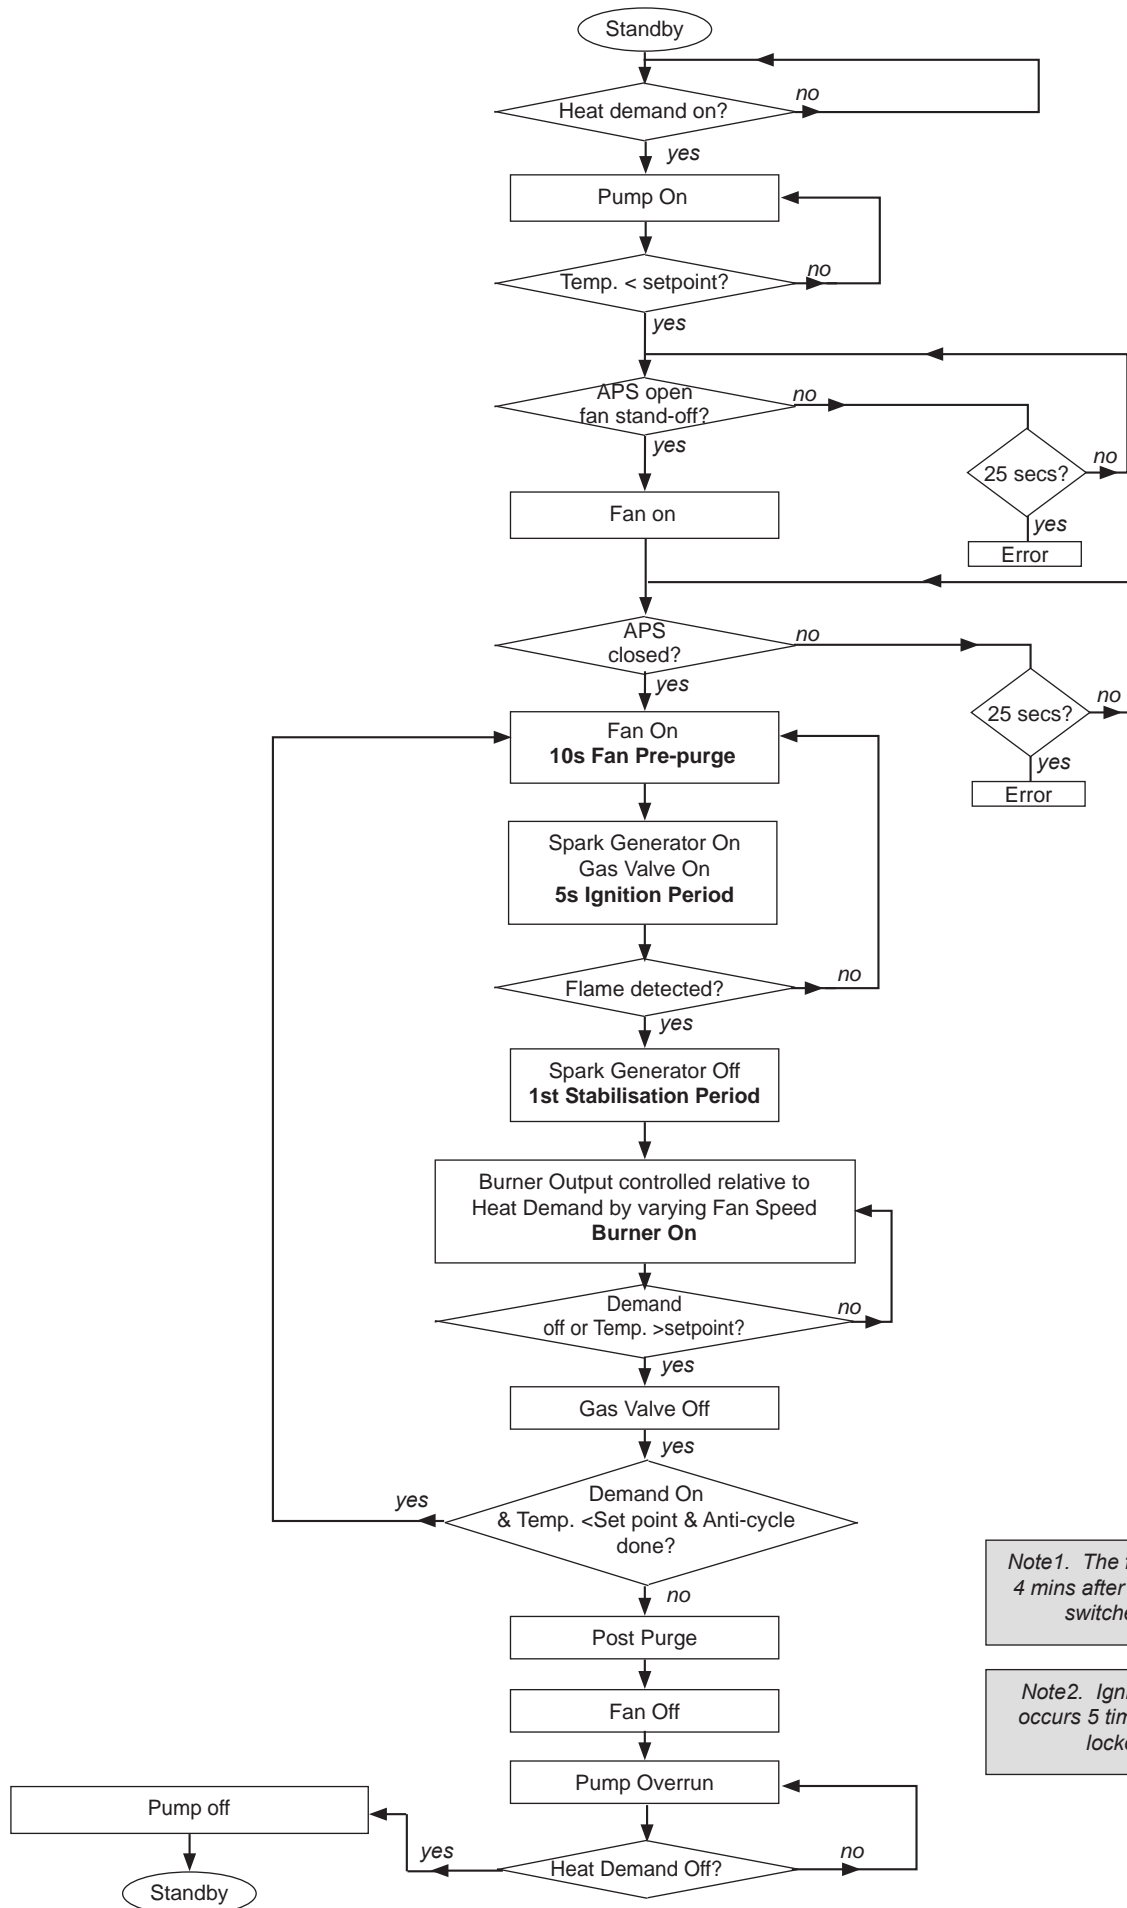 Standby
Heat demand on?
no
yes
Pump On
Temp. < setpoint?
no
yes
APS open
fan stand-off?
no
yes
25 secs?
no
yes
Error
Fan on
APS
closed?
no
yes
25 secs?
no
yes
Error
Fan On
10s Fan Pre-purge
Spark Generator On
Gas Valve On
5s Ignition Period
Flame detected?
no
yes
Spark Generator Off
1st Stabilisation Period
Burner Output controlled relative to
Heat Demand by varying Fan Speed
Burner On
Demand
off or Temp. >setpoint?
no
yes
Gas Valve Off
yes
Demand On
& Temp. <Set point & Anti-cycle
done?
yes
no
Note1. The
4 mins after
Post Purge
Fan Off
Note2.
occurs 5
Pump Overrun
Pump off
Heat Demand Off?
yes
no
Standby